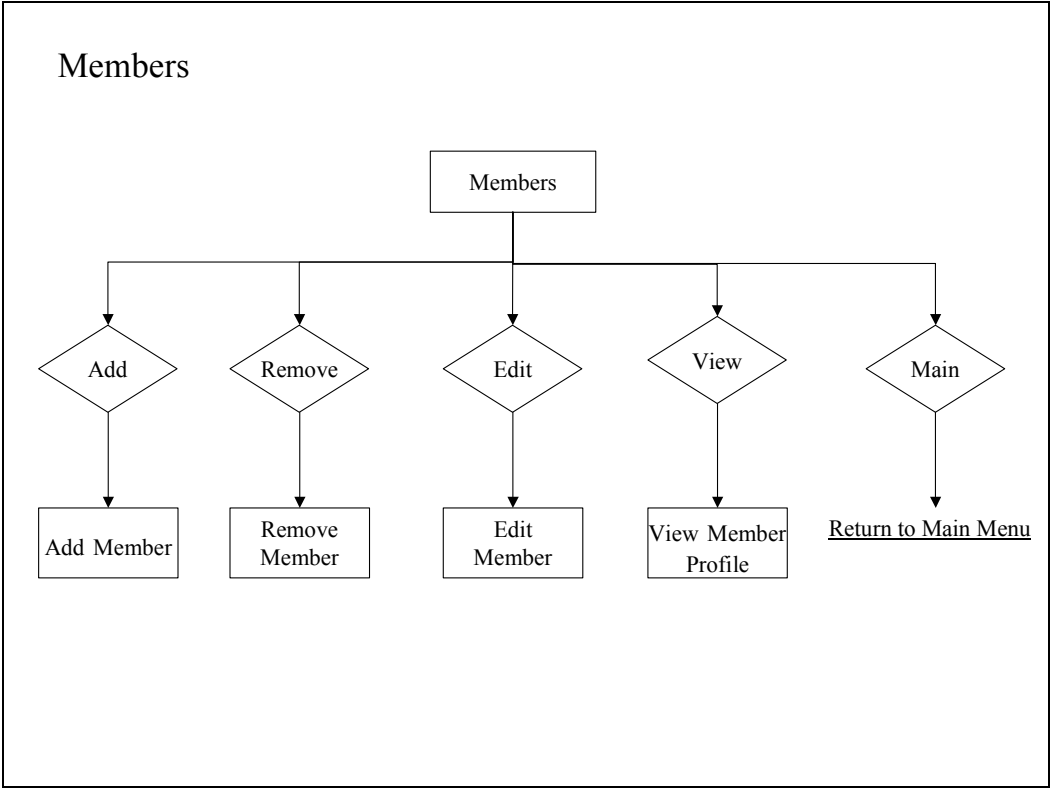 Members
Members
Add
Remove
Edit
View
Main
Add Member
Remove
Member
Edit
Member
View Member
Profile
Return to Main Menu